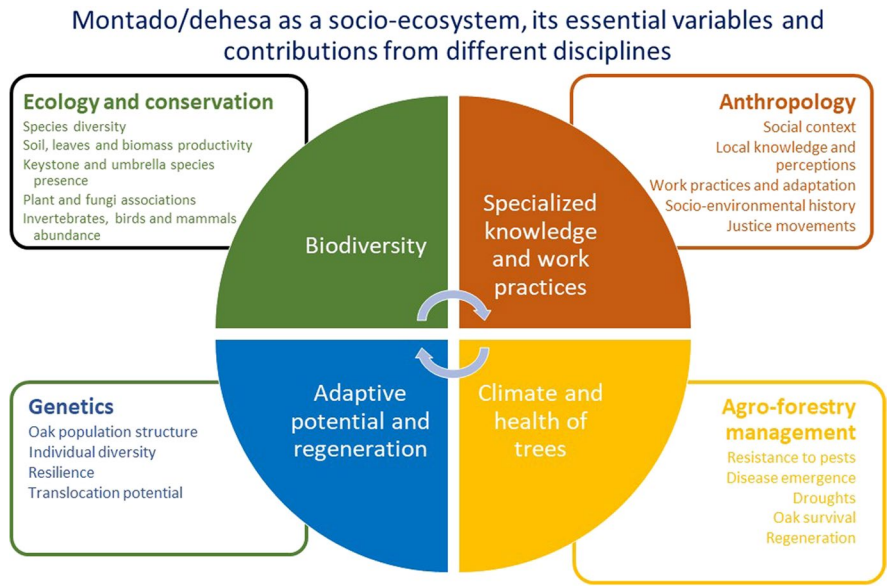 Montado/dehesa as a socio-ecosystem, its essential variables and
contributions from different disciplines
Ecology and conservation
Species diversity
Soil, leaves and biomass productivity
Keystone and umbrella species
presence
Plant and fungi associations
Invertebrates, birds and mammals
abundance
Anthropology
Social context
Local knowledge and
perceptions
Work practices and adaptation
Socio-environmental history
Justice movements
Biodiversity
Specialized
knowledge
and work
practices
Adaptive
potential and
regeneration
Climate and
health of
trees
Genetics
Oak population structure
Individual diversity
Resilience
Translocation potential
Agro-forestry
management
Resistance to pests
Disease emergence
Droughts
Oak survival
Regeneration